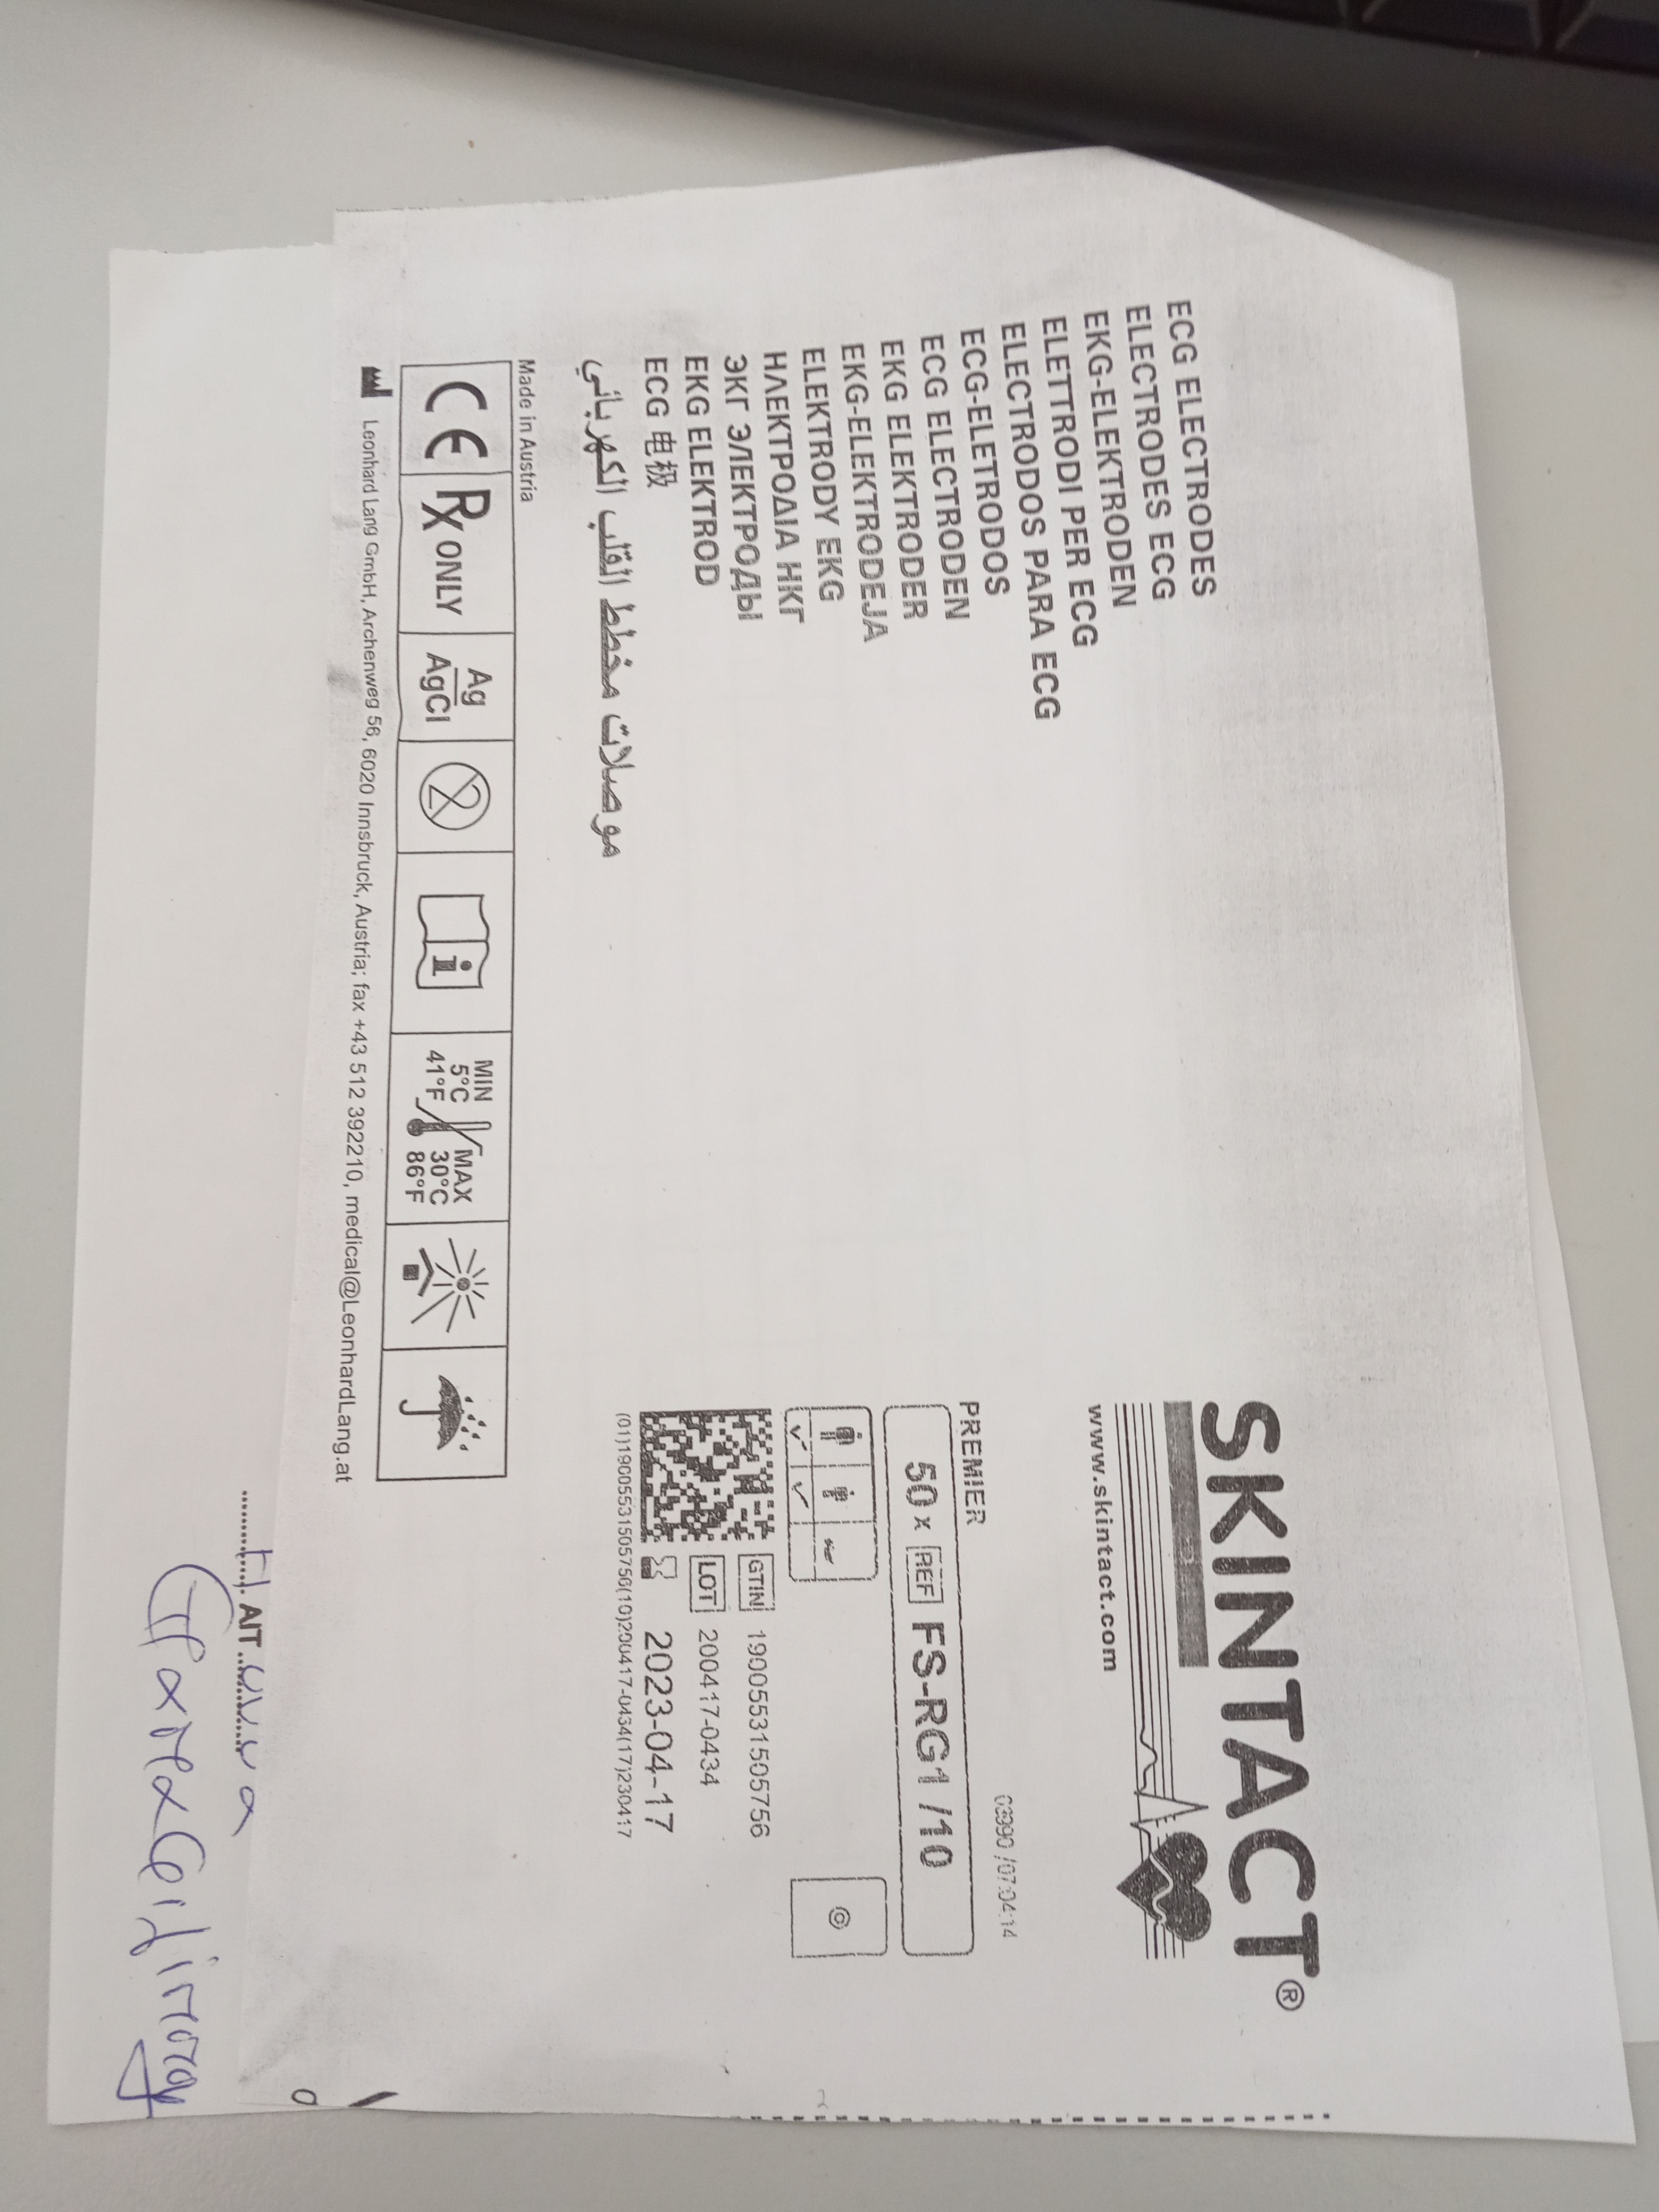 SKINTACT®
www.skintact.com
ECG ELECTRODES
ELECTRODES ECG
EKG-ELEKTRODEN
ELETTRODI PER ECG
ELECTRODOS PARA ECG
ECG-ELETRODOS
ECG ELECTRODEN
EKG ELEKTRODER
EKG-ELEKTRODEJA
ELEKTRODY EKG
ΗΛΕΚΤΡΟΔΙΑ ΗΚΓ
ЭКГ ЭЛЕКТРОДЫ
EKG ELEKTROD
ECG 电极
موصلات مخطط القلب الكهربائي
/07:04:14
PREMIER
50 x REF FS-RG1 /10
GTIN 19005531505756
LOT 200417-0434
2023-04-17
(01)19005531505756(10)200417-0434(17)230417
Made in Austria
CE Rx ONLY Ag AgCl 2 i MIN 5°C 41°F MAX 30°C 86°F
Leonhard Lang GmbH, Archenweg 56, 6020 Innsbruck, Austria; fax +43 512 392210, medical@LeonhardLang.at
AIT